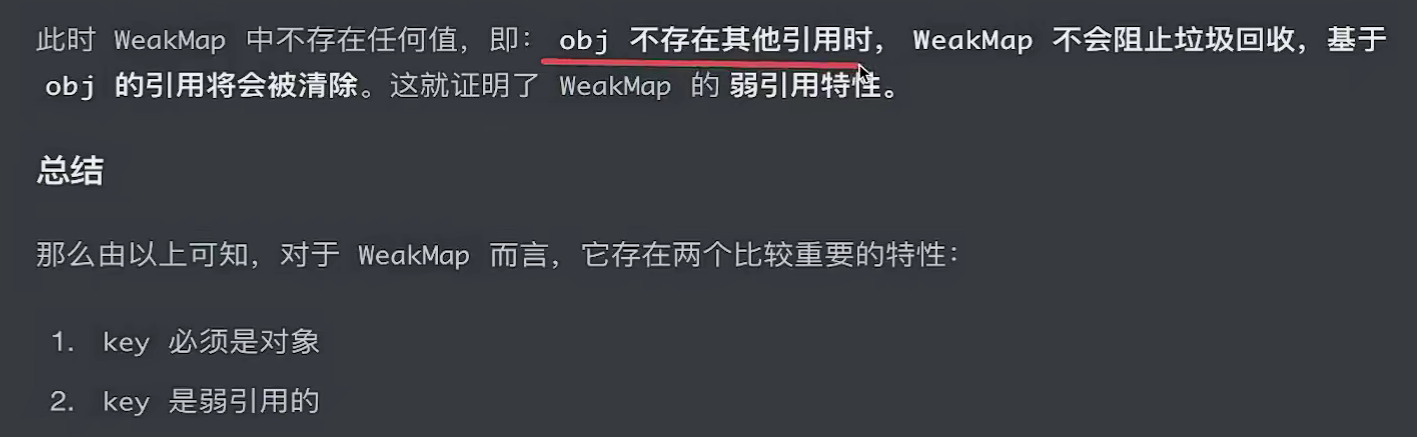 此时 WeakMap 中不存在任何值，即：obj 不存在其他引用时， WeakMap 不会阻止垃圾回收，基于
obj 的引用将会被清除。这就证明了 WeakMap 的 弱引用特性。
总结
那么由以上可知，对于 WeakMap 而言，它存在两个比较重要的特性：
1. key 必须是对象
2. key 是弱引用的